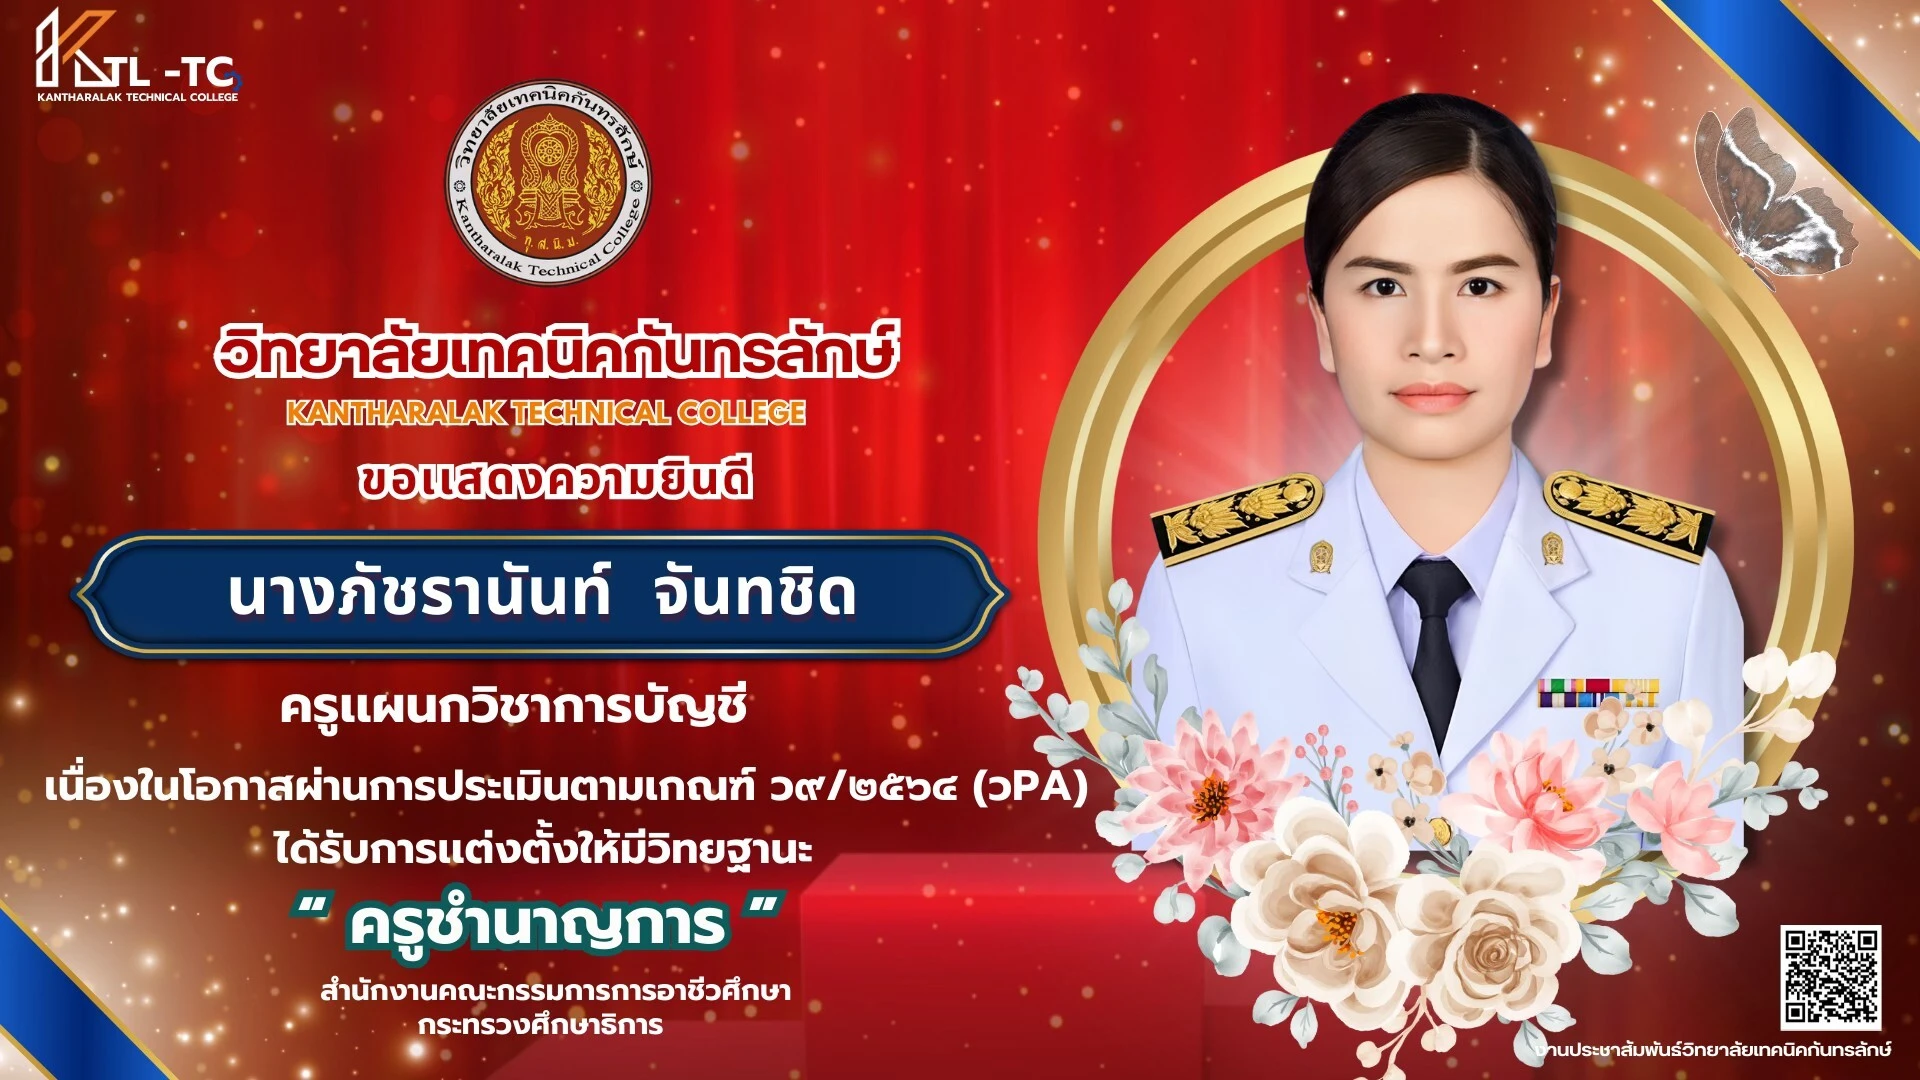 KTL -TC
KANTHARALAK TECHNICAL COLLEGE
วิทยาลัยเทคนิคกันทรลักษ์
ทุ. ส. นิ. ม.
Kantharalak Technical College
วิทยาลัยเทคนิคกันทรลักษ์
KANTHARALAK TECHNICAL COLLEGE
ขอแสดงความยินดี
นางภัชรานันท์ จันทชิด
ครูแผนกวิชาการบัญชี
เนื่องในโอกาสผ่านการประเมินตามเกณฑ์ ว๙/๒๕๖๔ (วPA)
ได้รับการแต่งตั้งให้มีวิทยฐานะ
“ ครูชำนาญการ “
สำนักงานคณะกรรมการการอาชีวศึกษา
กระทรวงศึกษาธิการ
งานประชาสัมพันธ์วิทยาลัยเทคนิคกันทรลักษ์